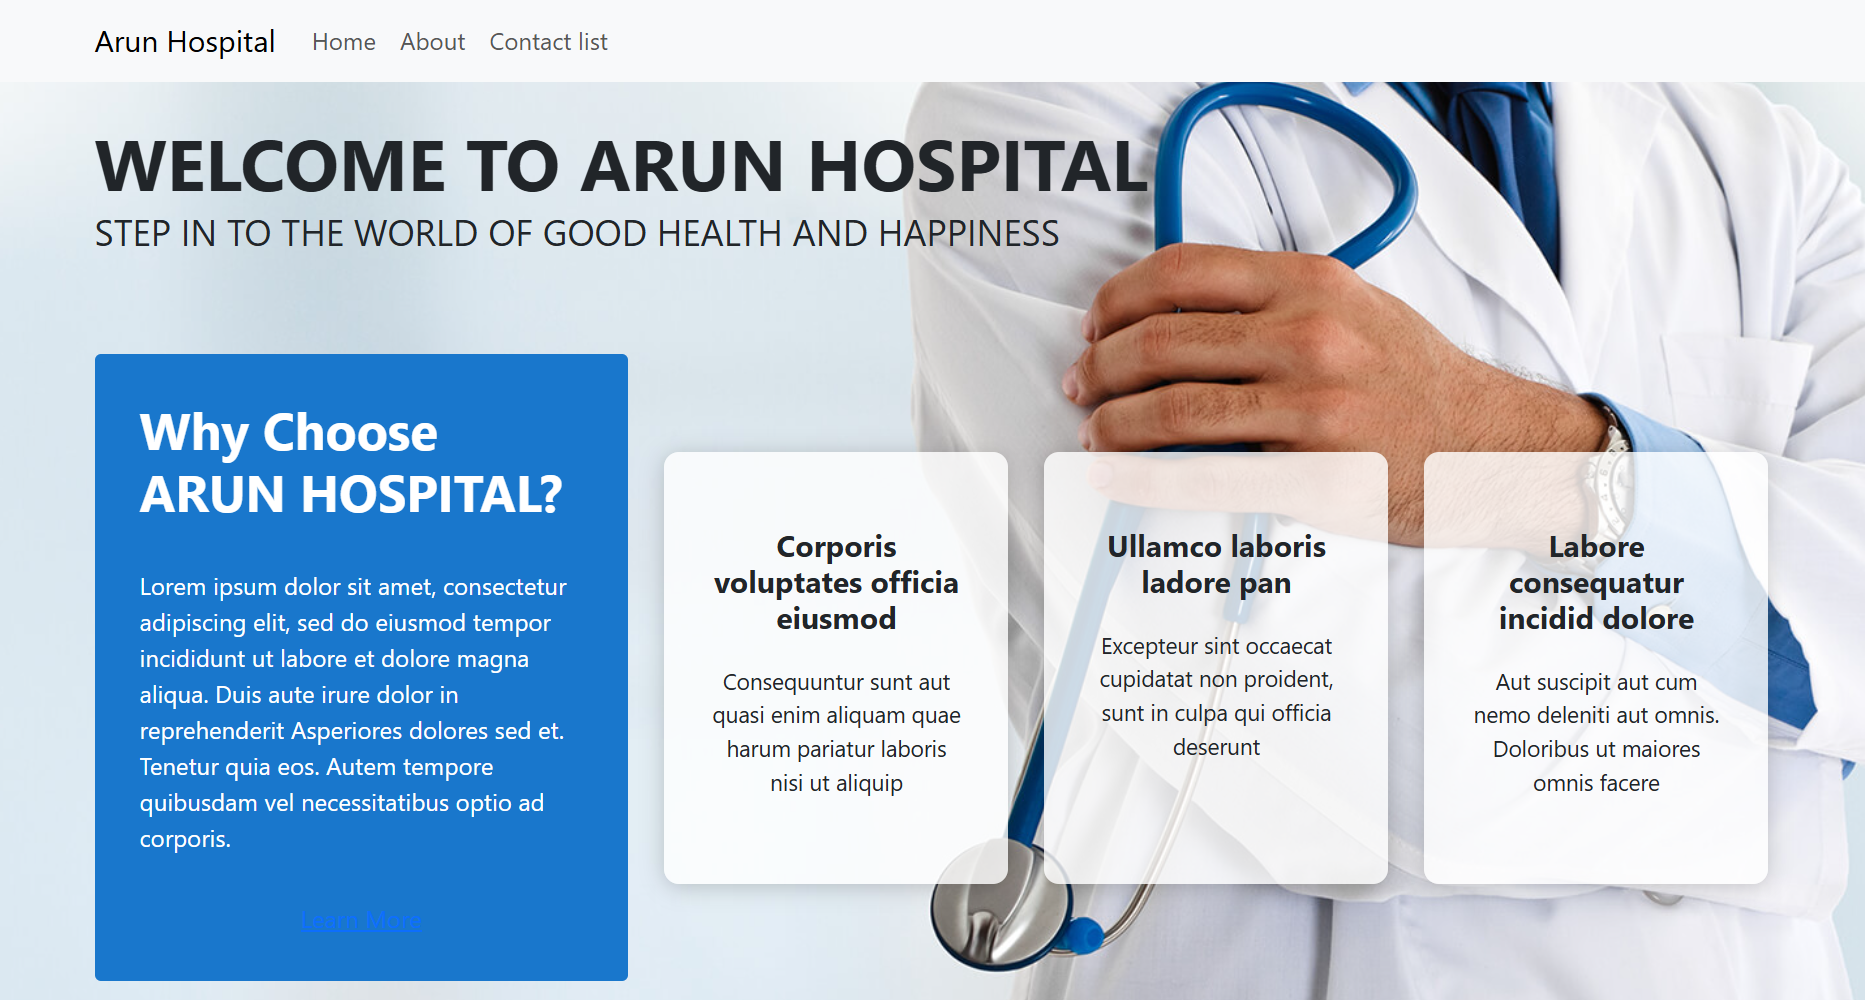 Arun Hospital Home About Contact list
WELCOME TO ARUN HOSPITAL
STEP IN TO THE WORLD OF GOOD HEALTH AND HAPPINESS
Why Choose
ARUN HOSPITAL?
Lorem ipsum dolor sit amet, consectetur
adipiscing elit, sed do eiusmod tempor
incididunt ut labore et dolore magna
aliqua. Duis aute irure dolor in
reprehenderit Asperiores dolores sed et.
Tenetur quia eos. Autem tempore
quibusdam vel necessitatibus optio ad
corporis.
Learn More
Corporis
voluptates officia
eiusmod
Consequuntur sunt aut
quasi enim aliquam quae
harum pariatur laboris
nisi ut aliquip
Ullamco laboris
ladore pan
Excepteur sint occaecat
cupidatat non proident,
sunt in culpa qui officia
deserunt
Labore
consequatur
incidid dolore
Aut suscipit aut cum
nemo deleniti aut omnis.
Doloribus ut maiores
omnis facere